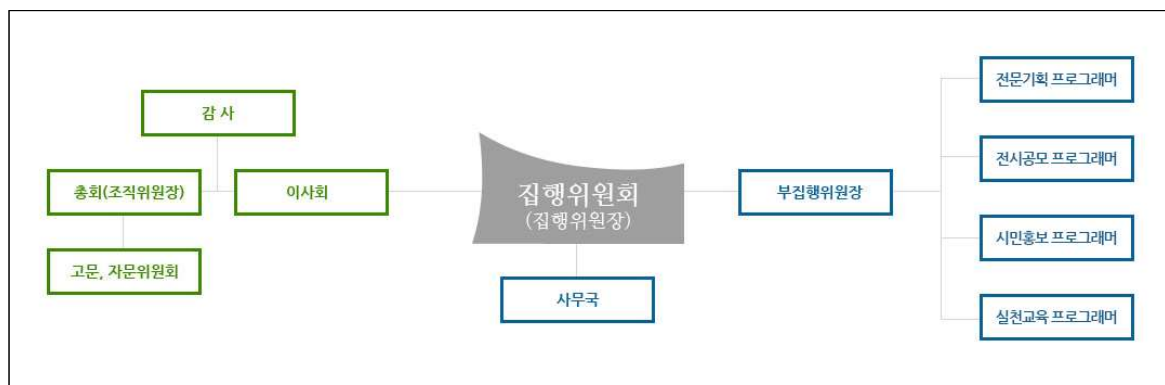 감 사
총회(조직위원장)
이사회
고문, 자문위원회
집행위원회
(집행위원장)
사무국
부집행위원장
전문기획 프로그래머
전시공모 프로그래머
시민홍보 프로그래머
실천교육 프로그래머